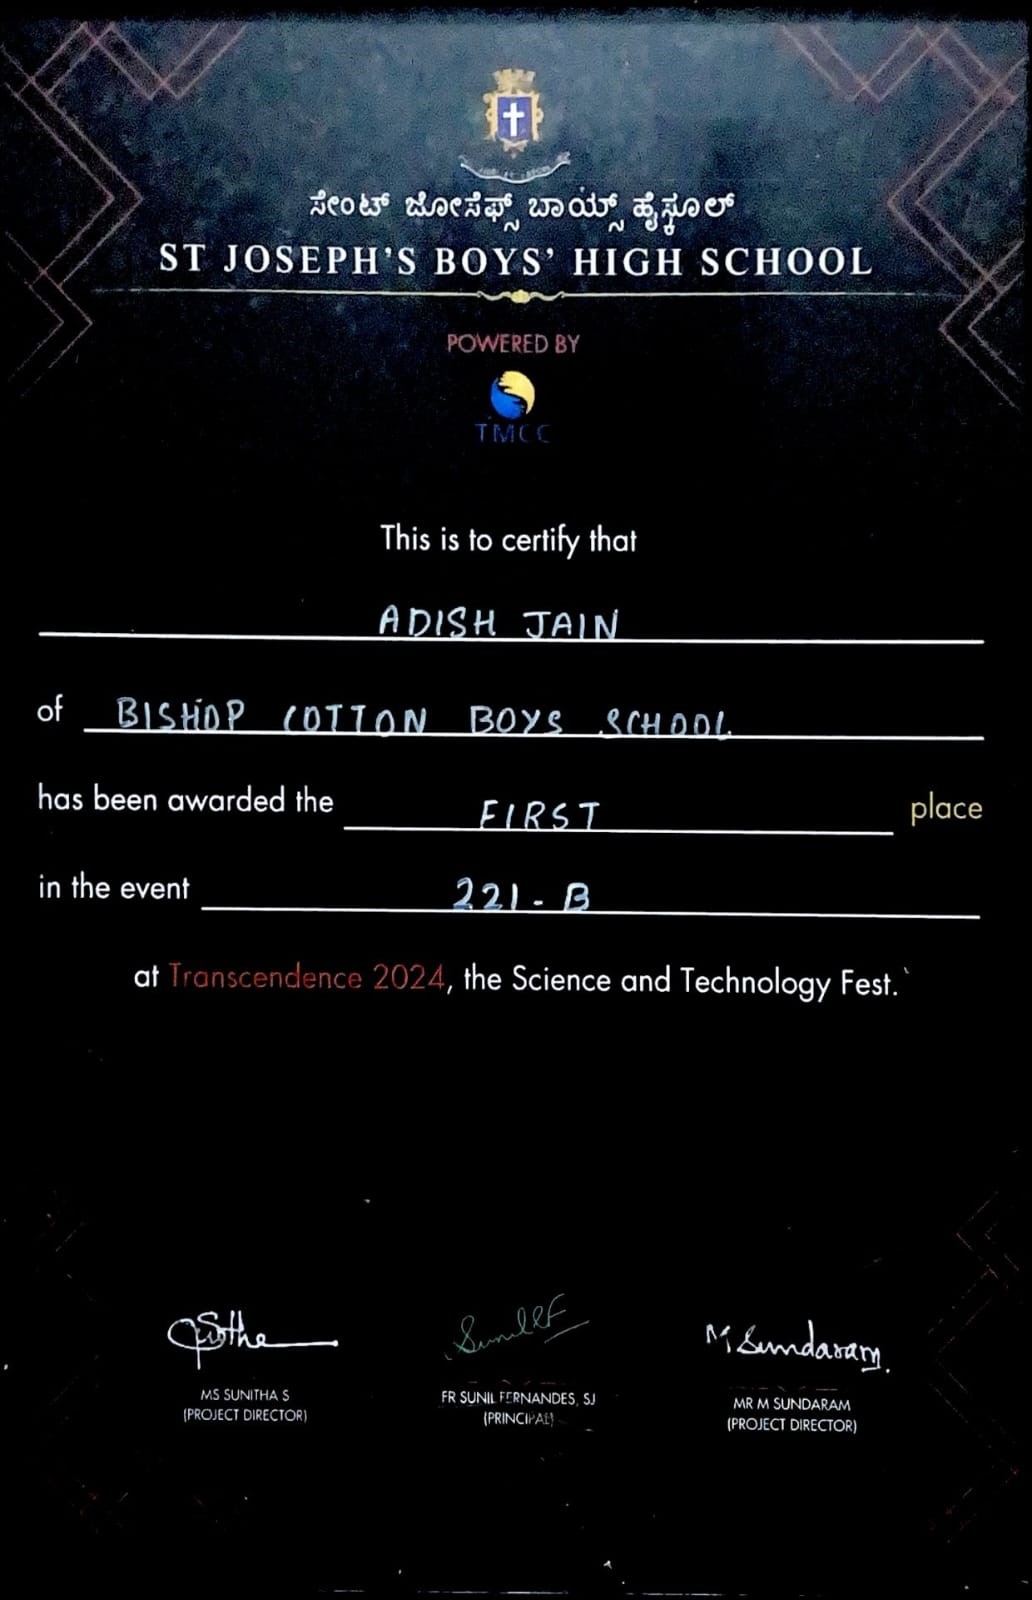 ಸೇಂಟ್ ಜೋಸೆಫ್ಸ್ ಬಾಯ್ಸ್ ಹೈಸ್ಕೂಲ್
ST JOSEPH'S BOYS' HIGH SCHOOL
POWERED BY
TMCC
This is to certify that
ADISH JAIN
of BISHOP COTTON BOYS SCHOOL
has been awarded the FIRST place
in the event 221-B
at Transcendence 2024, the Science and Technology Fest.
M Sundaram
MS SUNITHA S
(PROJECT DIRECTOR)
FR SUNIL FERNANDES, SJ
(PRINCIPAL)
MR M SUNDARAM
(PROJECT DIRECTOR)